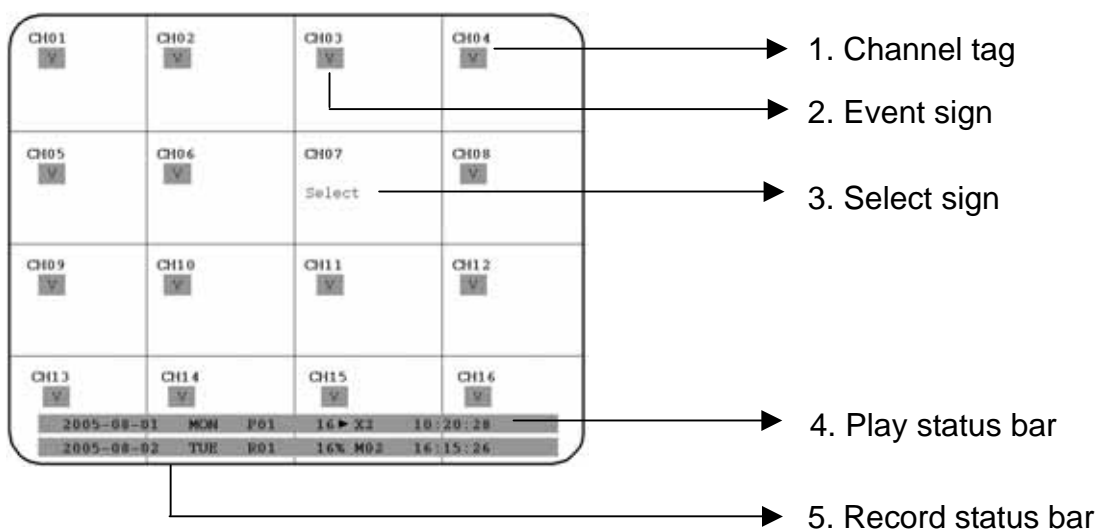 CH01 CH02 CH03 CH04
V V V V
1. Channel tag
2. Event sign
CH05 CH06 CH07 CH08
V V V
Select
3. Select sign
CH09 CH10 CH11 CH12
V V V V
CH13 CH14 CH15 CH16
V V V V
2005-08-01 MON P01 16► X2 10:20:28
4. Play status bar
2005-08-02 TUE R01 16% M02 16:15:26
5. Record status bar